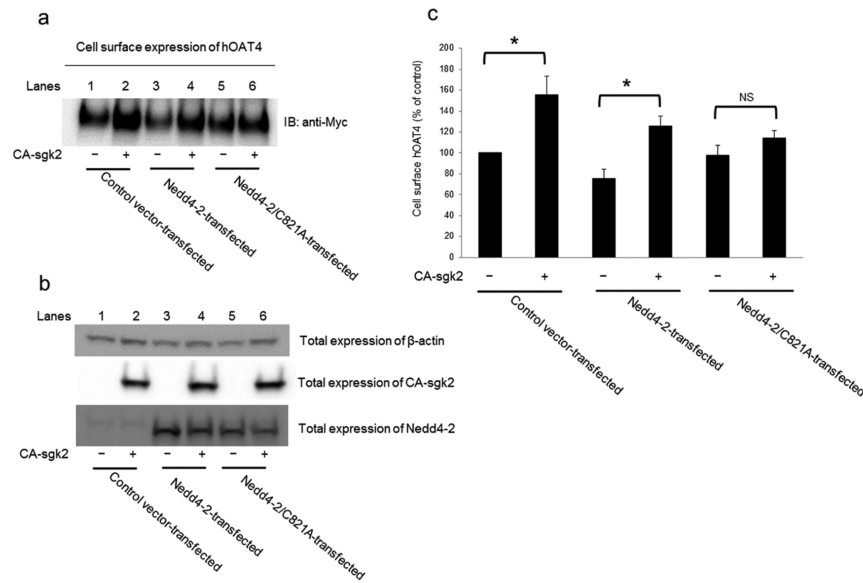 a
Cell surface expression of hOAT4
Lanes 1 2 3 4 5 6
IB: anti-Myc
CA-sgk2 − + − + − +
Control vector-transfected
Nedd4-2-transfected
Nedd4-2/C821A-transfected
b
Lanes 1 2 3 4 5 6
Total expression of β-actin
Total expression of CA-sgk2
Total expression of Nedd4-2
CA-sgk2 − + − + − +
Control vector-transfected
Nedd4-2-transfected
Nedd4-2/C821A-transfected
c
Cell surface hOAT4 (% of control)
200
180
160
140
120
100
80
60
40
20
0
*
*
NS
CA-sgk2 − + − + − +
Control vector-transfected
Nedd4-2-transfected
Nedd4-2/C821A-transfected